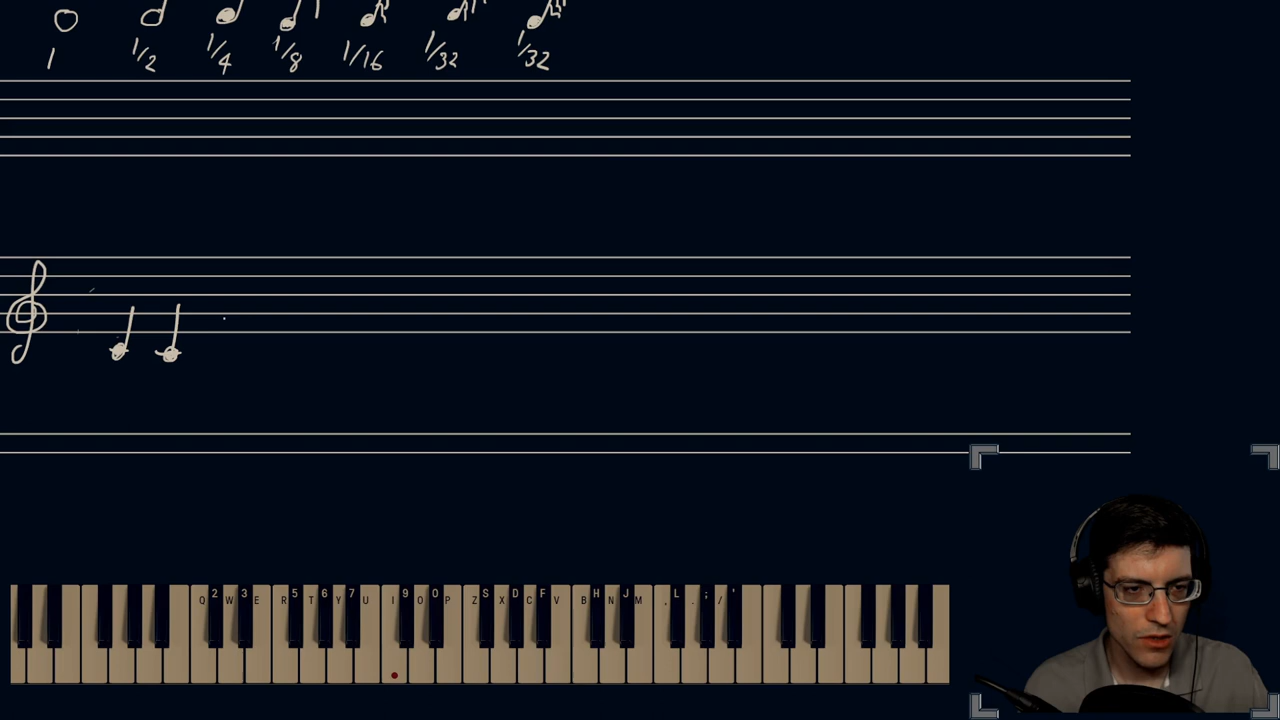 1 1/2 1/4 1/8 1/16 1/32 1/32
2 3 5 6 7 9 0 S D F H J L ; '
Q W E R T Y U I O P Z X C V B N M , . /